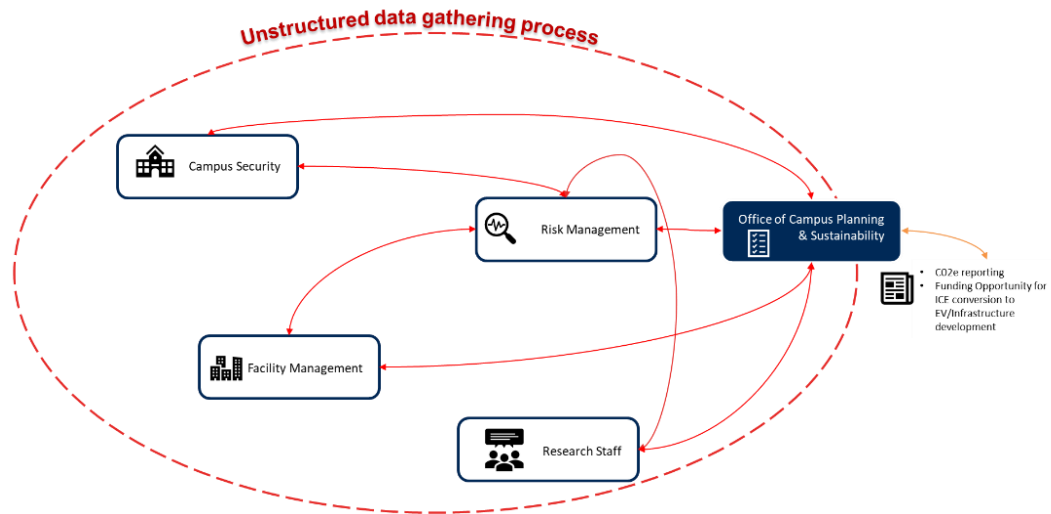 Unstructured data gathering process
Campus Security
Risk Management
Office of Campus Planning
& Sustainability
C02e reporting
Funding Opportunity for
ICE conversion to
EV/Infrastructure
development
Facility Management
Research Staff